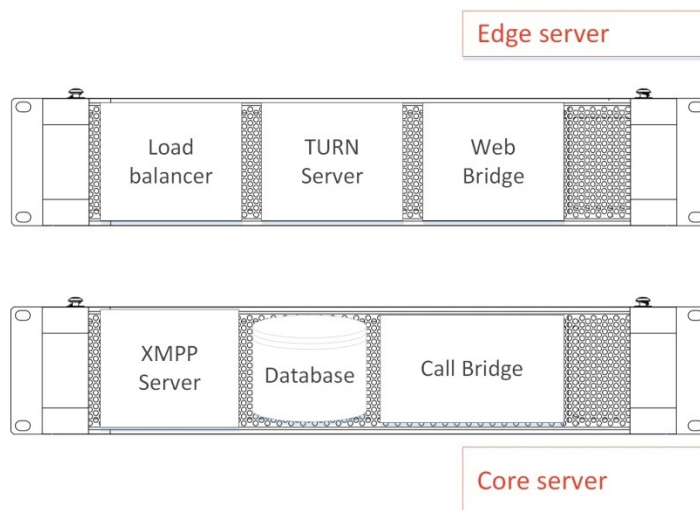 Edge server
Load
balancer
TURN
Server
Web
Bridge
XMPP
Server
Database
Call Bridge
Core server